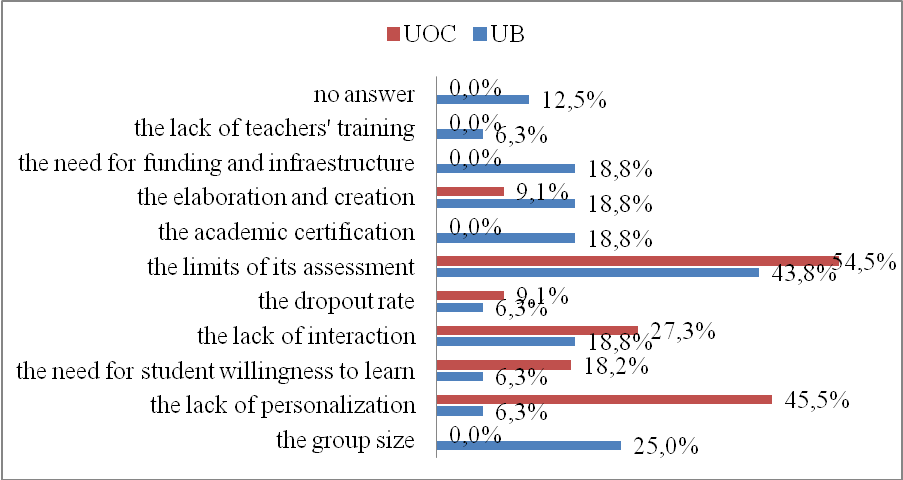 UOC UB
no answer 0,0% 12,5%
the lack of teachers' training 0,0% 6,3%
the need for funding and infraestructure 0,0% 18,8%
the elaboration and creation 9,1% 18,8%
the academic certification 0,0% 18,8%
the limits of its assessment 54,5% 43,8%
the dropout rate 9,1% 6,3%
the lack of interaction 27,3% 18,8%
the need for student willingness to learn 18,2% 6,3%
the lack of personalization 45,5% 6,3%
the group size 0,0% 25,0%